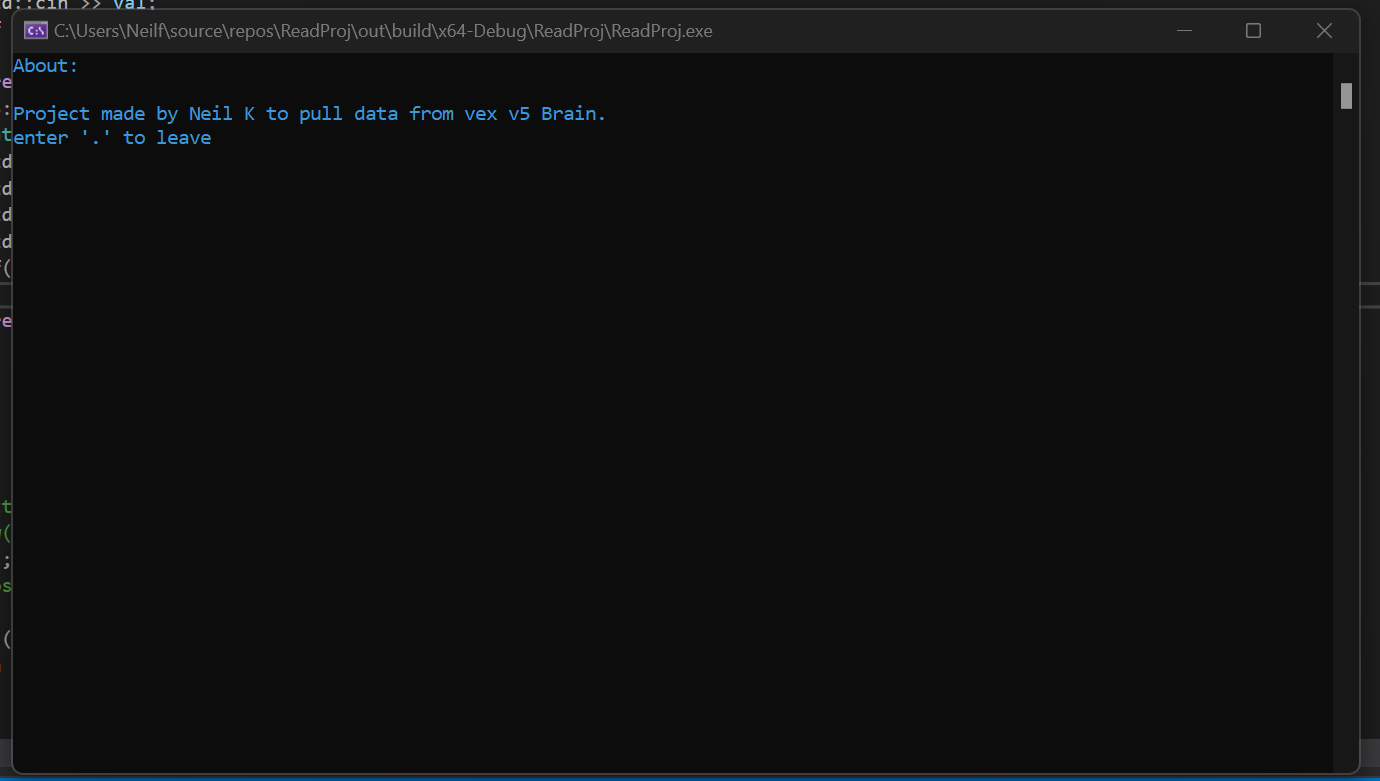 std::cin >> val;
C:\Users\Neilf\source\repos\ReadProj\out\build\x64-Debug\ReadProj\ReadProj.exe
About:
Project made by Neil K to pull data from vex v5 Brain.
enter '.' to leave